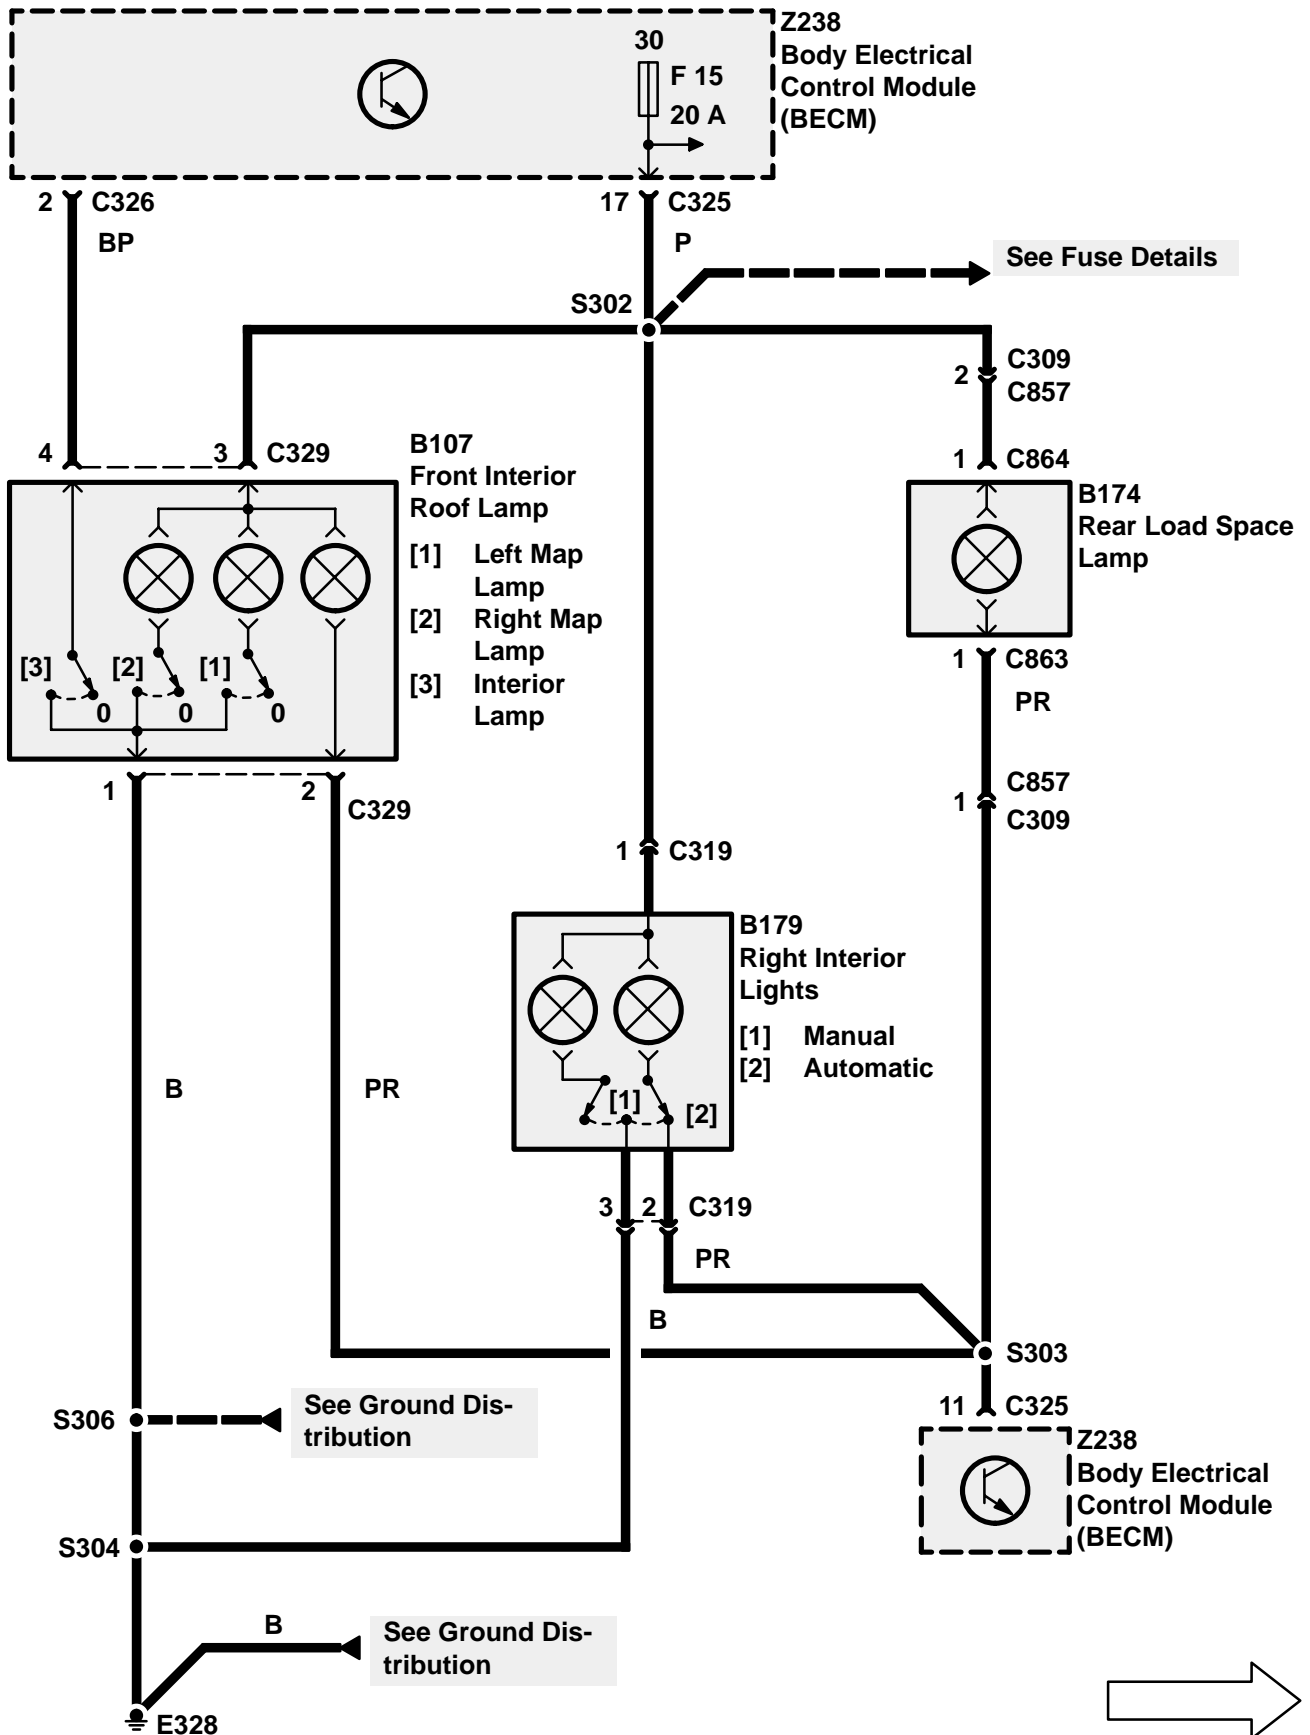 Z238
Body Electrical
Control Module
(BECM)
30
F 15
20 A
2 C326
BP
17 C325
P
See Fuse Details
S302
C309
2
C857
4
3 C329
B107
Front Interior
Roof Lamp
[1] Left Map
Lamp
[2] Right Map
Lamp
[3] Interior
Lamp
1 C864
B174
Rear Load Space
Lamp
[3] [2] [1]
0 0 0
1 C863
PR
1
2
C329
C857
1
C309
1 C319
B179
Right Interior
Lights
[1] Manual
[2] Automatic
B
PR
[1]
[2]
3 2 C319
PR
B
S303
S306
See Ground Dis-
tribution
11 C325
Z238
Body Electrical
Control Module
(BECM)
S304
B
See Ground Dis-
tribution
E328